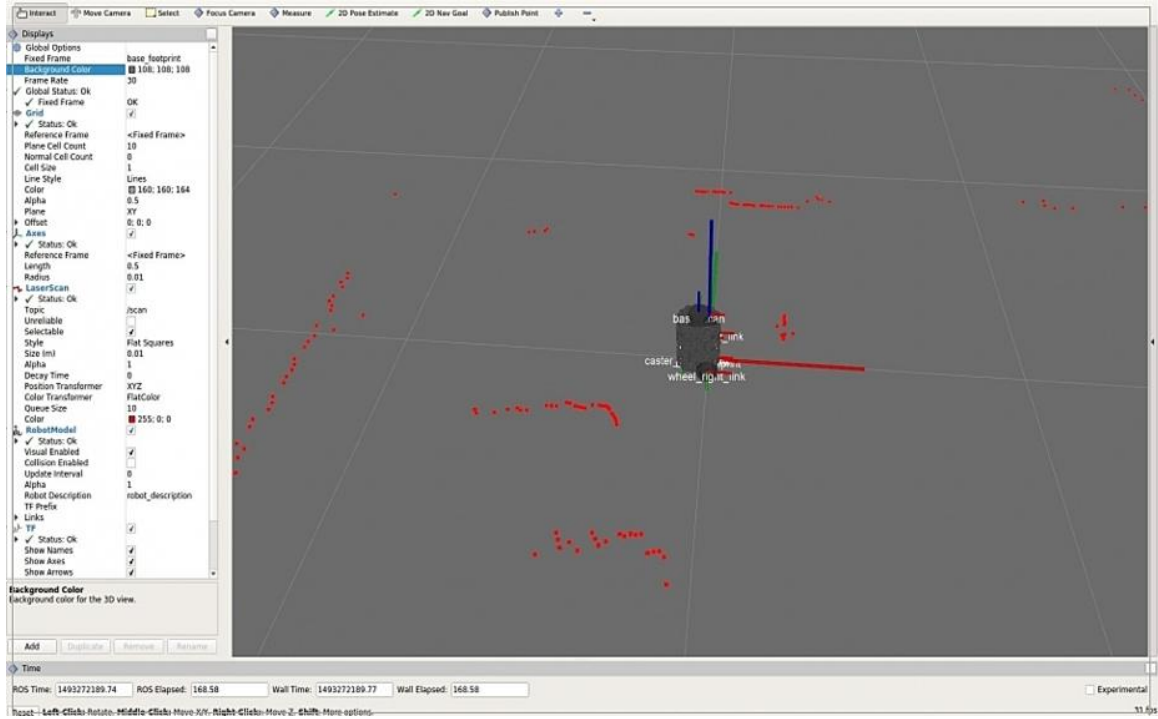 Interact Move Camera Select Focus Camera Measure 2D Pose Estimate 2D Nav Goal Publish Point
Displays
Global Options
Fixed Frame base_footprint
Background Color 108; 108; 108
Frame Rate 30
Global Status: Ok
Fixed Frame OK
Grid
Status: Ok
Reference Frame <Fixed Frame>
Plane Cell Count 10
Normal Cell Count 0
Cell Size 1
Line Style Lines
Color 160; 160; 164
Alpha 0.5
Plane XY
Offset 0; 0; 0
Axes
Status: Ok
Reference Frame <Fixed Frame>
Length 0.5
Radius 0.01
LaserScan
Status: Ok
Topic /scan
Unreliable
Selectable
Style Flat Squares
Size (m) 0.01
Alpha 1
Decay Time 0
Position Transformer XYZ
Color Transformer FlatColor
Queue Size 10
Color 255; 0; 0
RobotModel
Status: Ok
Visual Enabled
Collision Enabled
Update Interval 0
Alpha 1
Robot Description robot_description
TF Prefix
Links
TF
Status: Ok
Show Names
Show Axes
Show Arrows
Background Color
Background color for the 3D view.
Add Duplicate Remove Rename
wheel_right_link
Time
ROS Time: 1493272189.74 ROS Elapsed: 168.58 Wall Time: 1493272189.77 Wall Elapsed: 168.58 Experimental
Reset Left-Click: Rotate. Middle-Click: Move X/Y. Right-Click: Move Z. Shift: More options. 31 fps